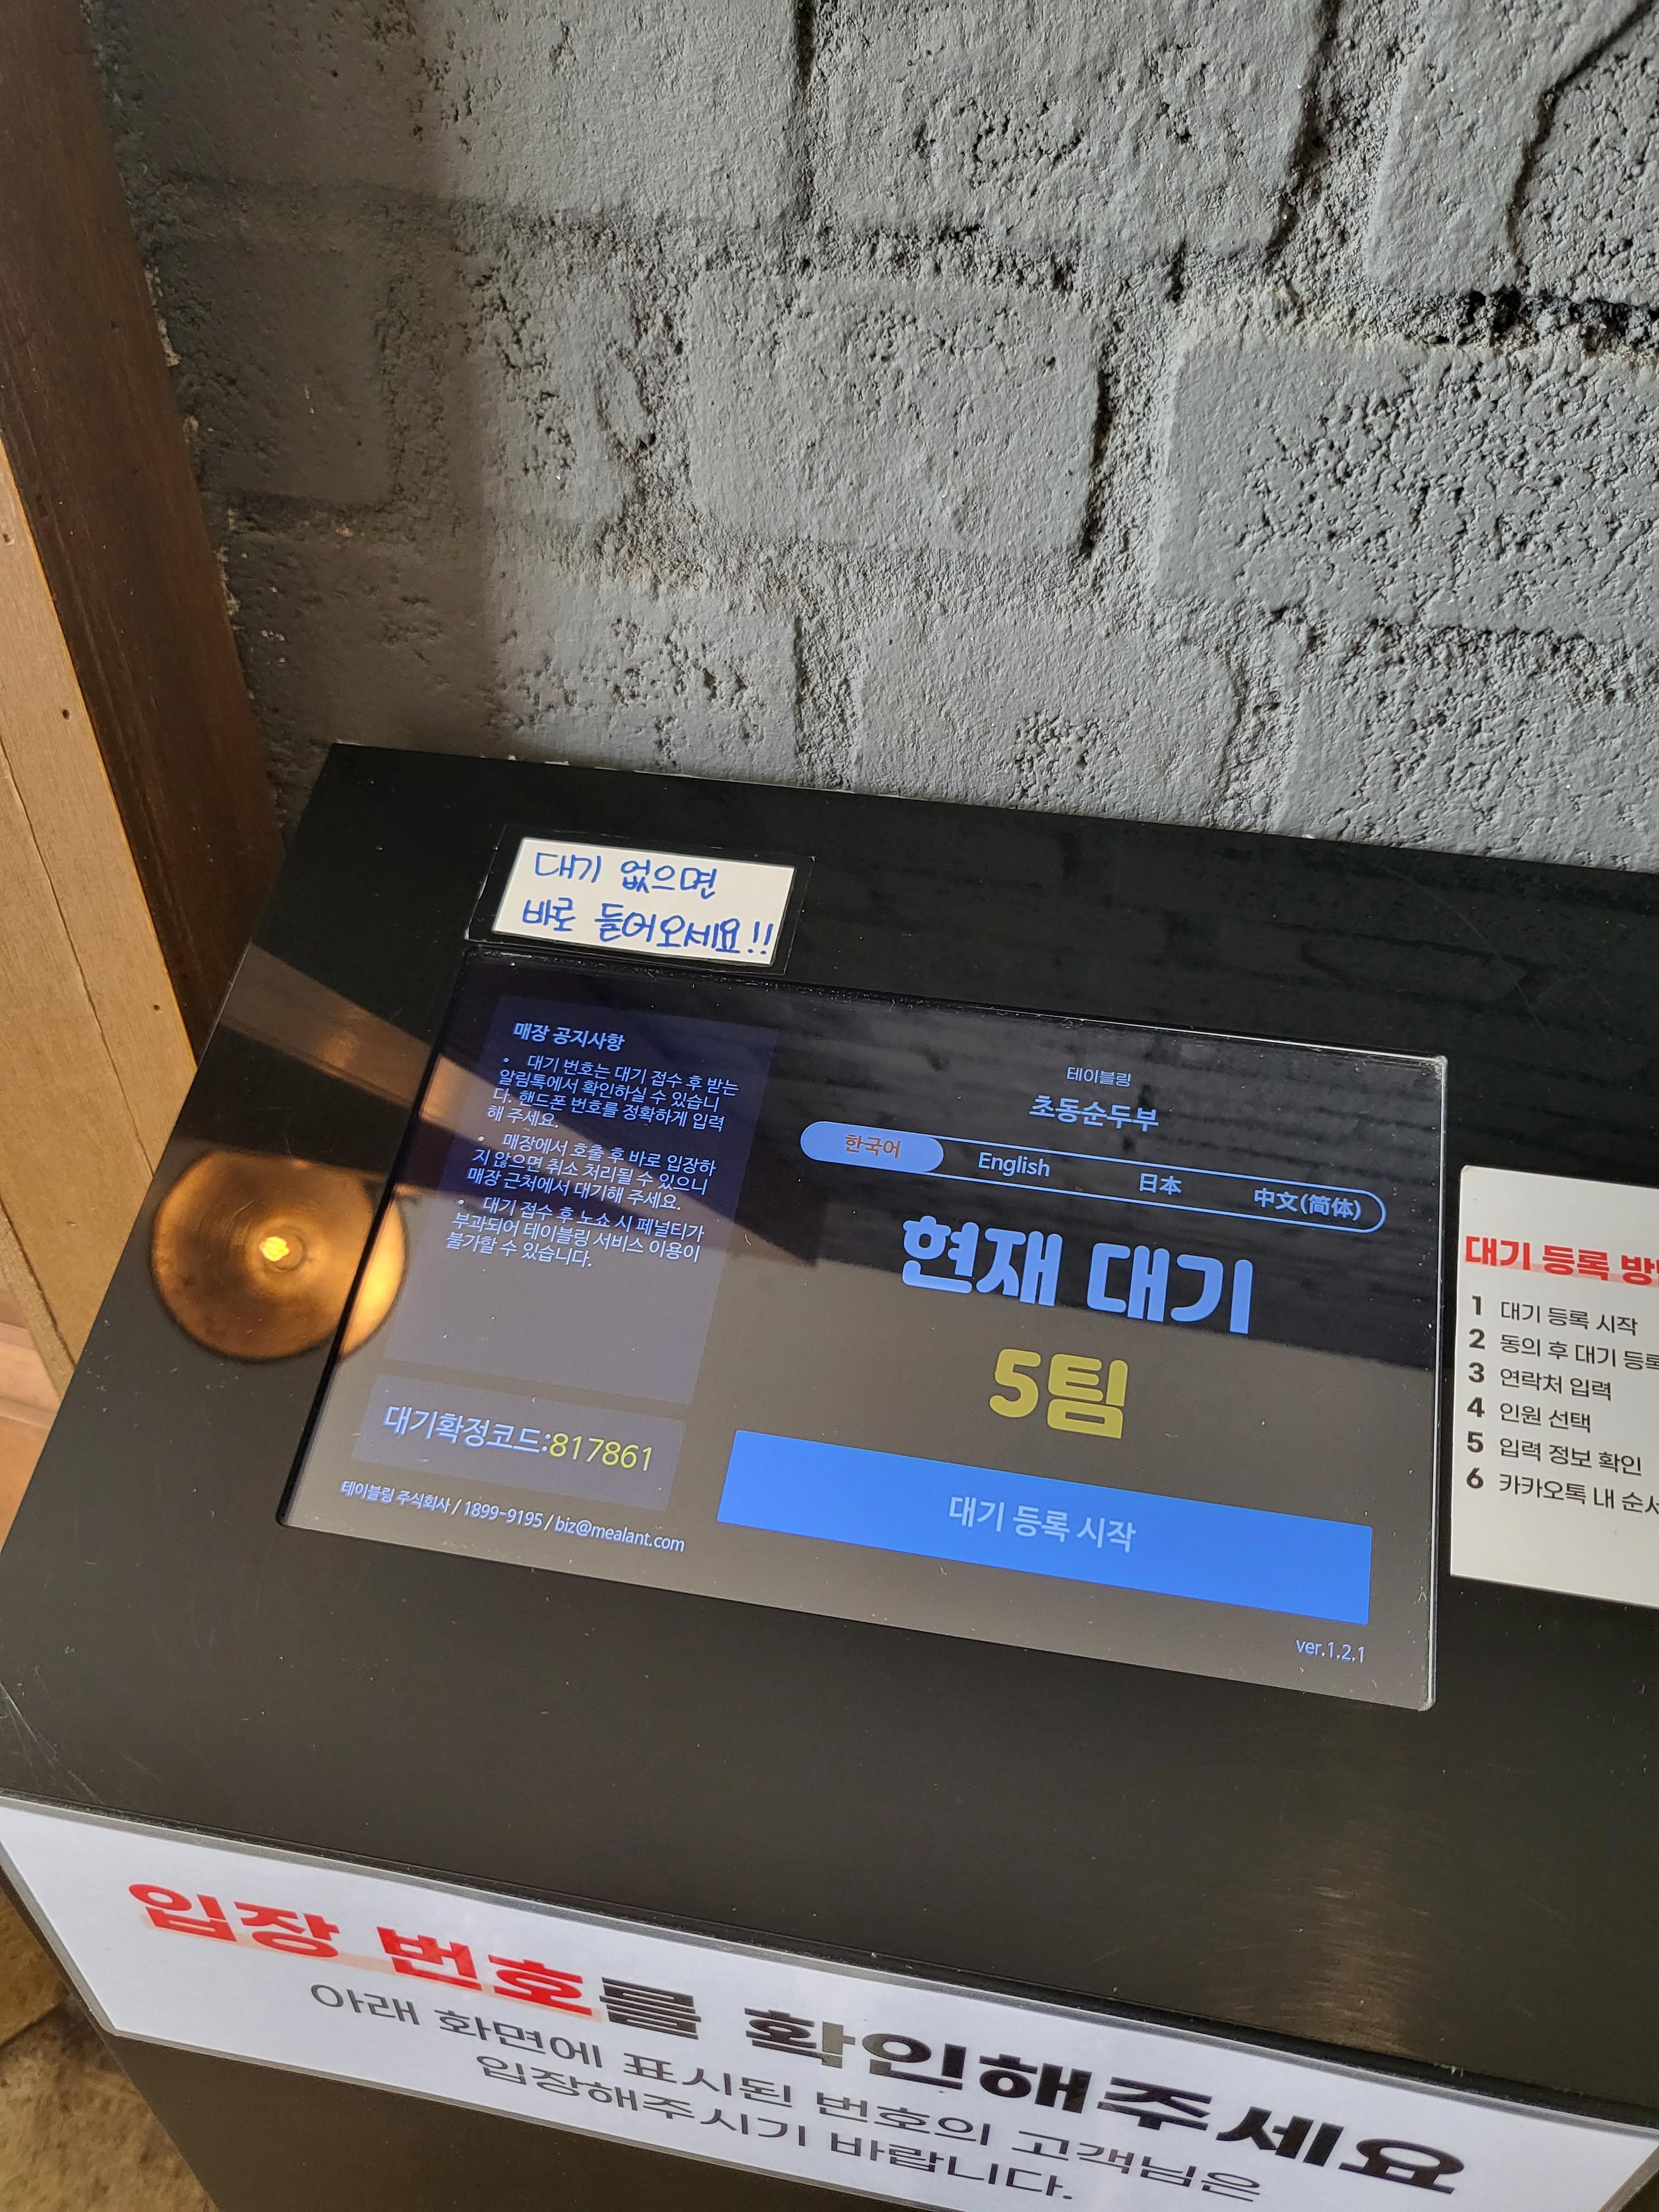 대기 없으면
바로 들어오세요!!
매장 공지사항
• 대기 번호는 대기 접수 후 받는
알림톡에서 확인하실 수 있습니
다. 핸드폰 번호를 정확하게 입력
해 주세요.
• 매장에서 호출 후 바로 입장하
지 않으면 취소 처리될 수 있으니
매장 근처에서 대기해 주세요.
• 대기 접수 후 노쇼 시 페널티가
부과되어 테이블링 서비스 이용이
불가할 수 있습니다.
대기확정코드:817861
테이블링 주식회사 / 1899-9195 / biz@mealant.com
테이블링
초동순두부
한국어 English 日本 中文(简体)
현재 대기
5팀
대기 등록 시작
ver.1.2.1
대기 등록
1 대기 등록 시작
2 동의 후 대기 등록
3 연락처 입력
4 인원 선택
5 입력 정보 확인
6 카카오톡 내 순서
입장 번호를 확인해주세요
아래 화면에 표시된 번호의 고객님은
입장해주시기 바랍니다.